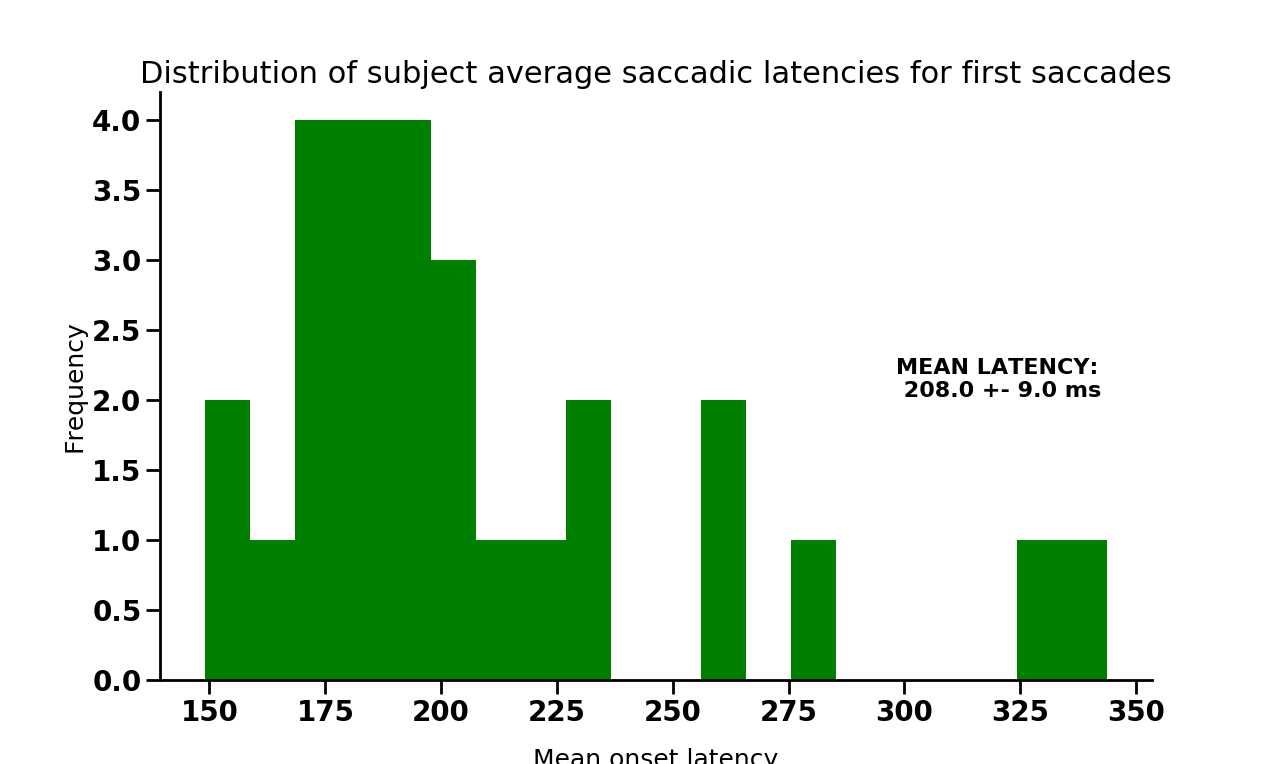 Distribution of subject average saccadic latencies for first saccades
4.0
3.5
3.0
2.5
2.0
1.5
1.0
0.5
0.0
Frequency
MEAN LATENCY:
208.0 +- 9.0 ms
150 175 200 225 250 275 300 325 350
Mean onset latency